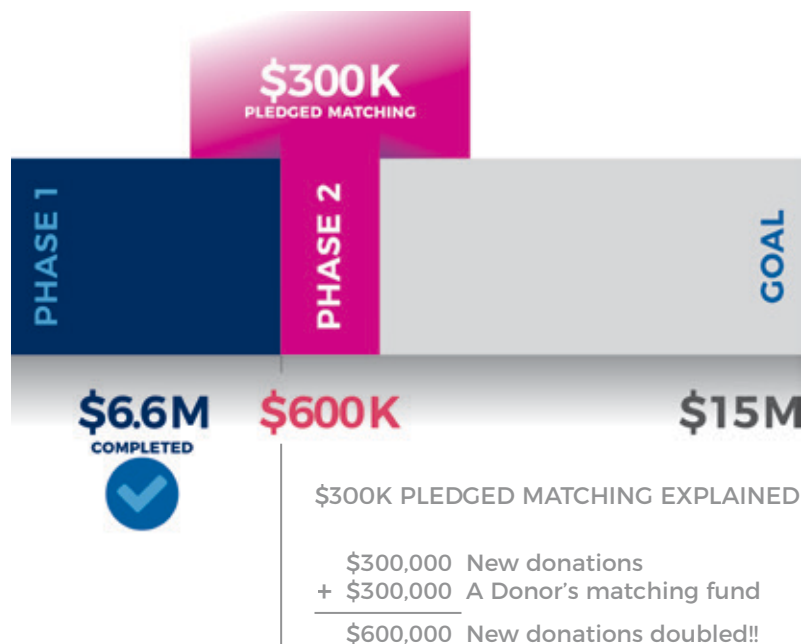 $300K
PLEDGED MATCHING
PHASE 1
PHASE 2
GOAL
$6.6M
COMPLETED
$600K
$15M
$300K PLEDGED MATCHING EXPLAINED
$300,000 New donations
+ $300,000 A Donor's matching fund
$600,000 New donations doubled!!